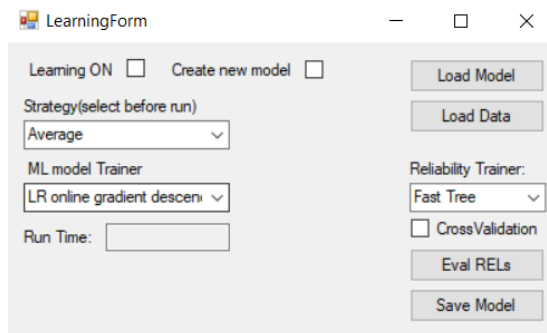 LearningForm
Learning ON
Create new model
Load Model
Strategy(select before run)
Load Data
Average
ML model Trainer
Reliability Trainer:
LR online gradient descen
Fast Tree
Run Time:
CrossValidation
Eval RELs
Save Model